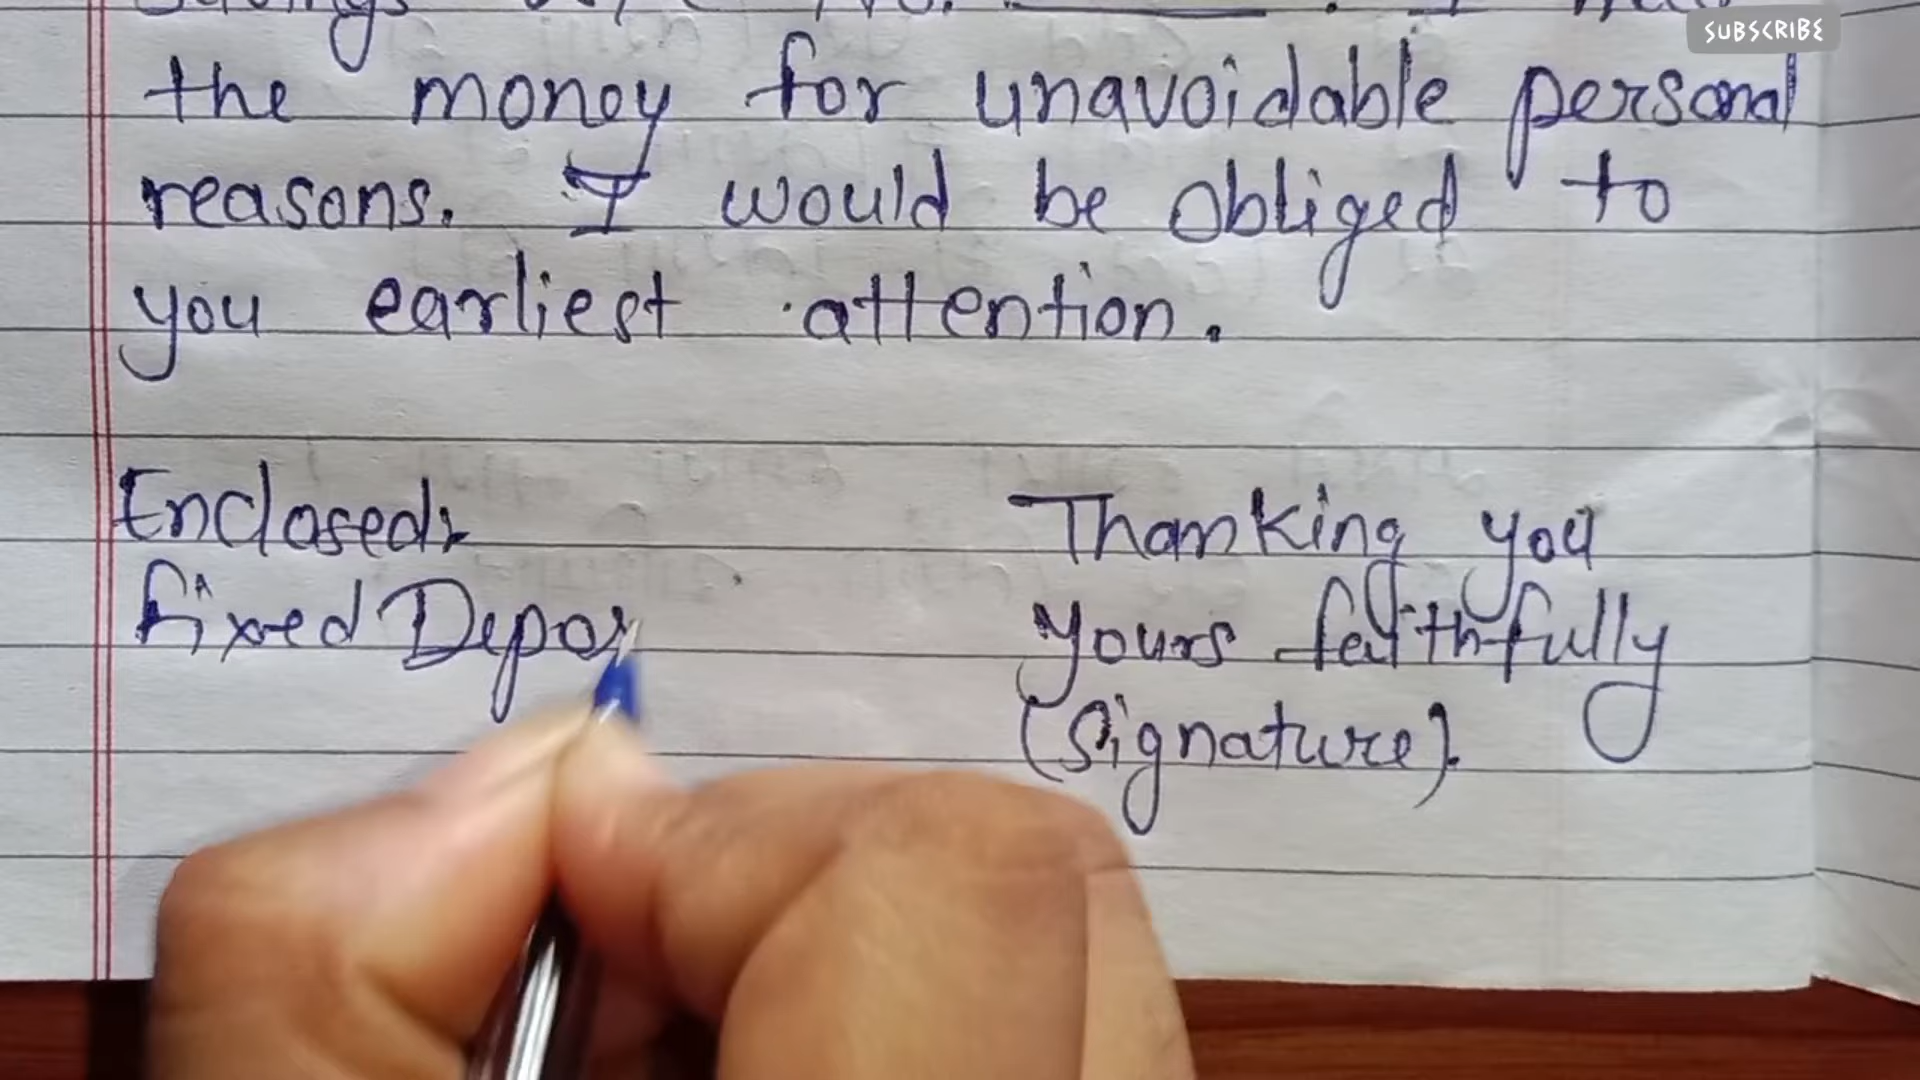 SUBSCRIBE
the money for unavoidable personal
reasons. I would be obliged to
you earliest attention.
Enclosed:-
Fixed Depos
Thanking you
yours faithfully
(Signature).